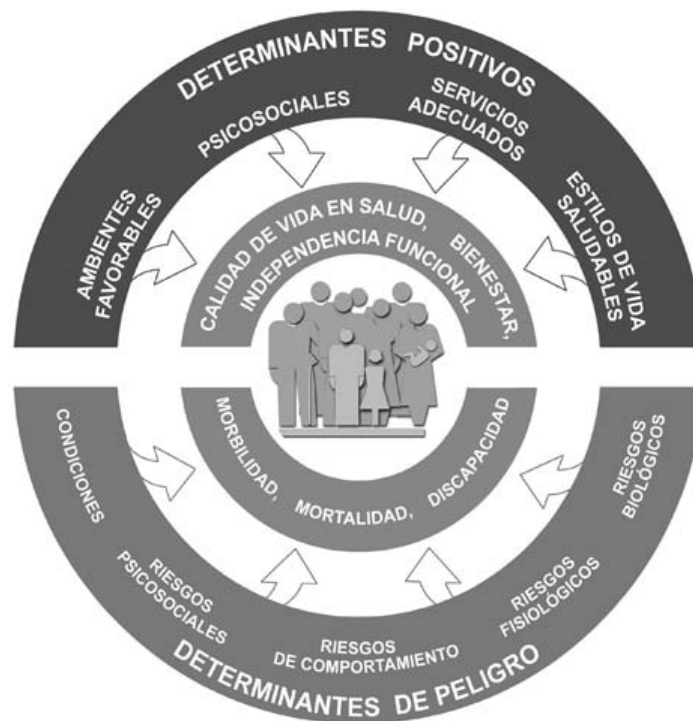 DETERMINANTES POSITIVOS
AMBIENTES
FAVORABLES
PSICOSOCIALES
SERVICIOS
ADECUADOS
ESTILOS DE VIDA
SALUDABLES
CALIDAD DE VIDA EN SALUD, BIENESTAR,
INDEPENDENCIA FUNCIONAL
MORBILIDAD, MORTALIDAD, DISCAPACIDAD
CONDICIONES
RIESGOS
PSICOSOCIALES
RIESGOS
DE COMPORTAMIENTO
RIESGOS
FISIOLÓGICOS
RIESGOS
BIOLÓGICOS
DETERMINANTES DE PELIGRO